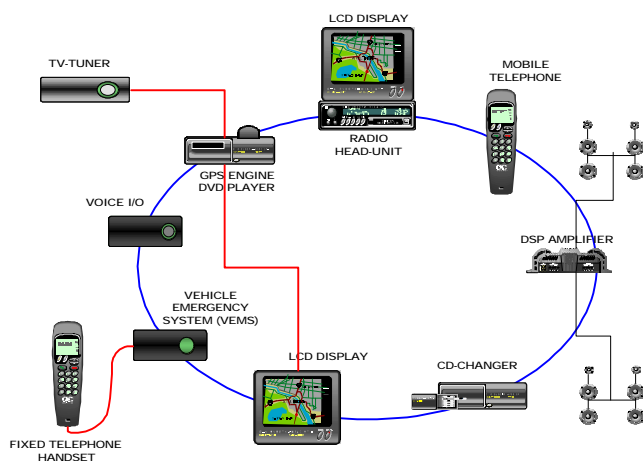 LCD DISPLAY
TV-TUNER
MOBILE
TELEPHONE
RADIO
HEAD-UNIT
GPS ENGINE
DVD PLAYER
VOICE I/O
DSP AMPLIFIER
VEHICLE
EMERGENCY
SYSTEM (VEMS)
LCD DISPLAY
CD-CHANGER
FIXED TELEPHONE
HANDSET